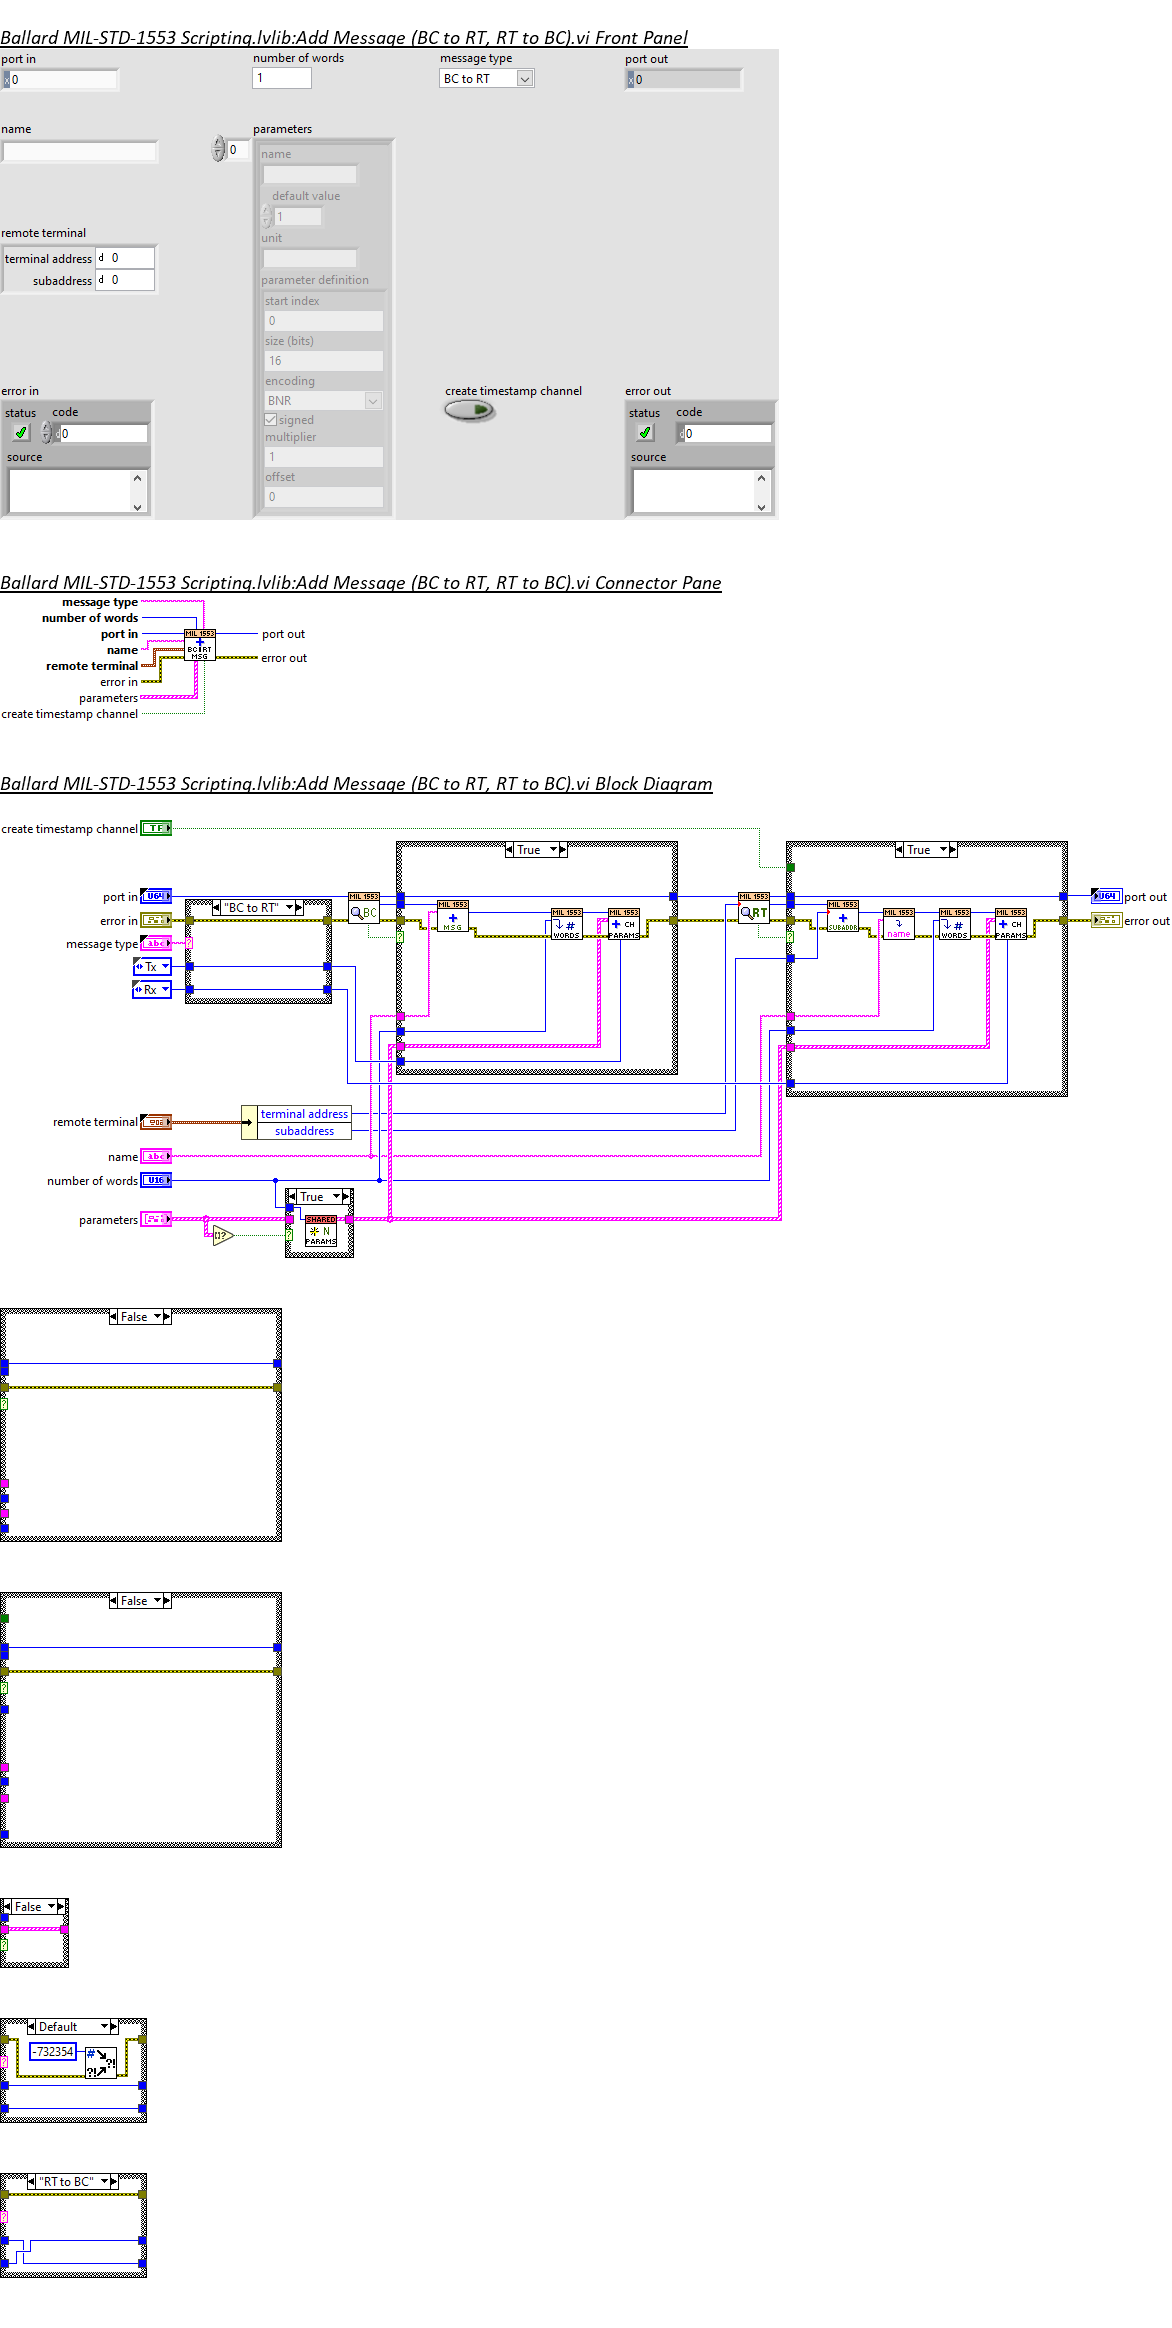 Ballard MIL-STD-1553 Scripting.lvlib:Add Message (BC to RT, RT to BC).vi Front Panel
port in
number of words
message type
port out
x 0
1
BC to RT
x 0
name
parameters
0
name
default value
1
remote terminal
unit
terminal address d 0
subaddress d 0
parameter definition
start index
0
size (bits)
16
encoding
BNR
signed
multiplier
1
offset
0
error in
status code
d 0
source
create timestamp channel
error out
status code
d 0
source
Ballard MIL-STD-1553 Scripting.lvlib:Add Message (BC to RT, RT to BC).vi Connector Pane
message type
number of words
port in
name
remote terminal
error in
parameters
create timestamp channel
MIL 1553
BC RT
MSG
port out
error out
Ballard MIL-STD-1553 Scripting.lvlib:Add Message (BC to RT, RT to BC).vi Block Diagram
create timestamp channel TF
True
True
port in U64
error in
message type abc
Tx
Rx
"BC to RT"
MIL 1553
BC
MIL 1553
MSG
MIL 1553
#
WORDS
MIL 1553
CH
PARAMS
MIL 1553
RT
MIL 1553
SUBADDR
MIL 1553
name
MIL 1553
#
WORDS
MIL 1553
CH
PARAMS
U64 port out
error out
remote terminal
terminal address
subaddress
name abc
number of words U16
parameters
True
SHARED
N
PARAMS
False
False
False
Default
-732354
#
?!
?!
"RT to BC"